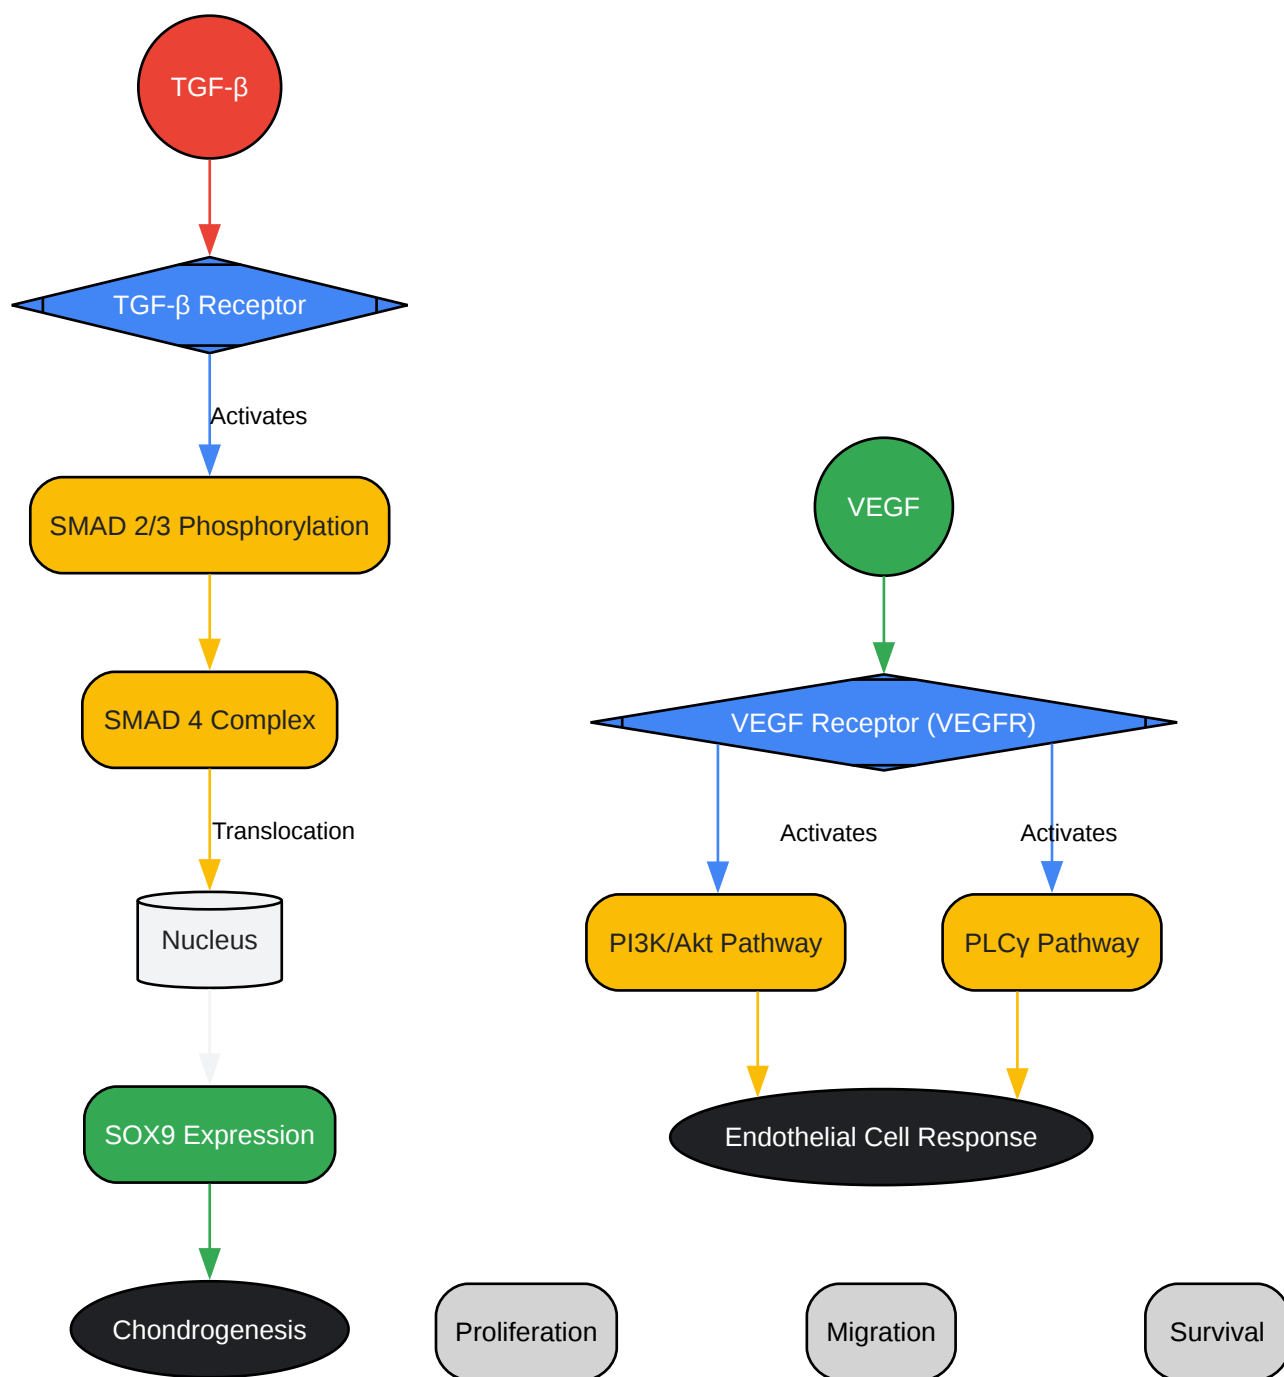 TGF-β
TGF-β Receptor
Activates
SMAD 2/3 Phosphorylation
SMAD 4 Complex
Translocation
Nucleus
SOX9 Expression
Chondrogenesis
VEGF
VEGF Receptor (VEGFR)
Activates
Activates
PI3K/Akt Pathway
PLCγ Pathway
Endothelial Cell Response
Proliferation
Migration
Survival